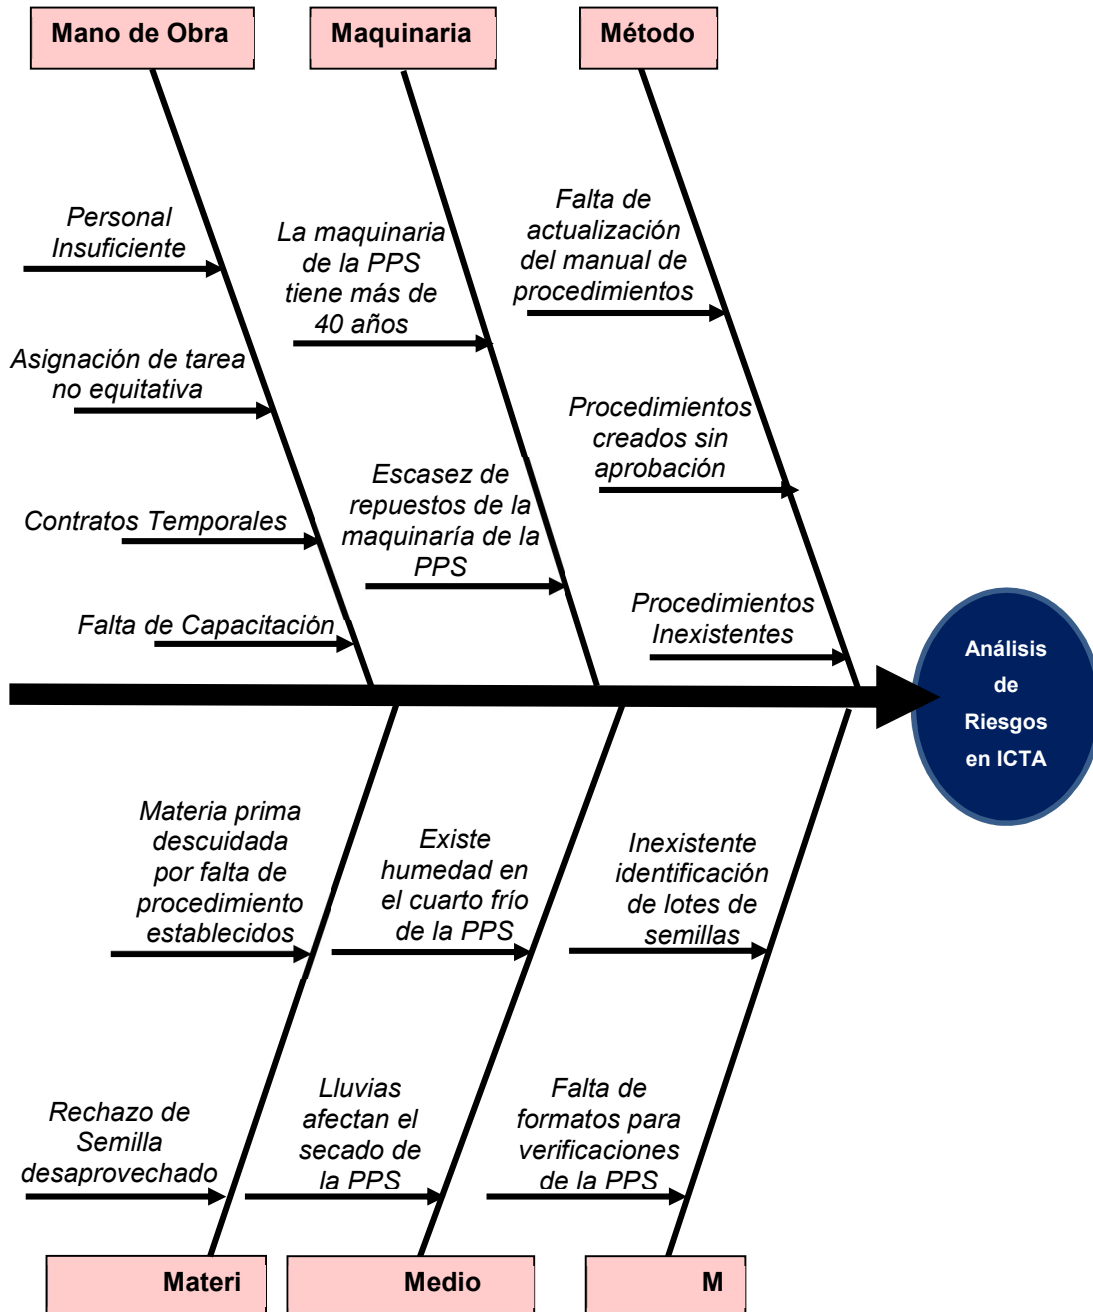 Mano de Obra
Maquinaria
Método
Personal
Insuficiente
Asignación de tarea
no equitativa
Contratos Temporales
Falta de Capacitación
La maquinaria
de la PPS
tiene más de
40 años
Escasez de
repuestos de la
maquinaría de la
PPS
Falta de
actualización
del manual de
procedimientos
Procedimientos
creados sin
aprobación
Procedimientos
Inexistentes
Análisis
de
Riesgos
en ICTA
Materia prima
descuidada
por falta de
procedimiento
establecidos
Rechazo de
Semilla
desaprovechado
Existe
humedad en
el cuarto frío
de la PPS
Lluvias
afectan el
secado de
la PPS
Inexistente
identificación
de lotes de
semillas
Falta de
formatos para
verificaciones
de la PPS
Materi
Medio
M